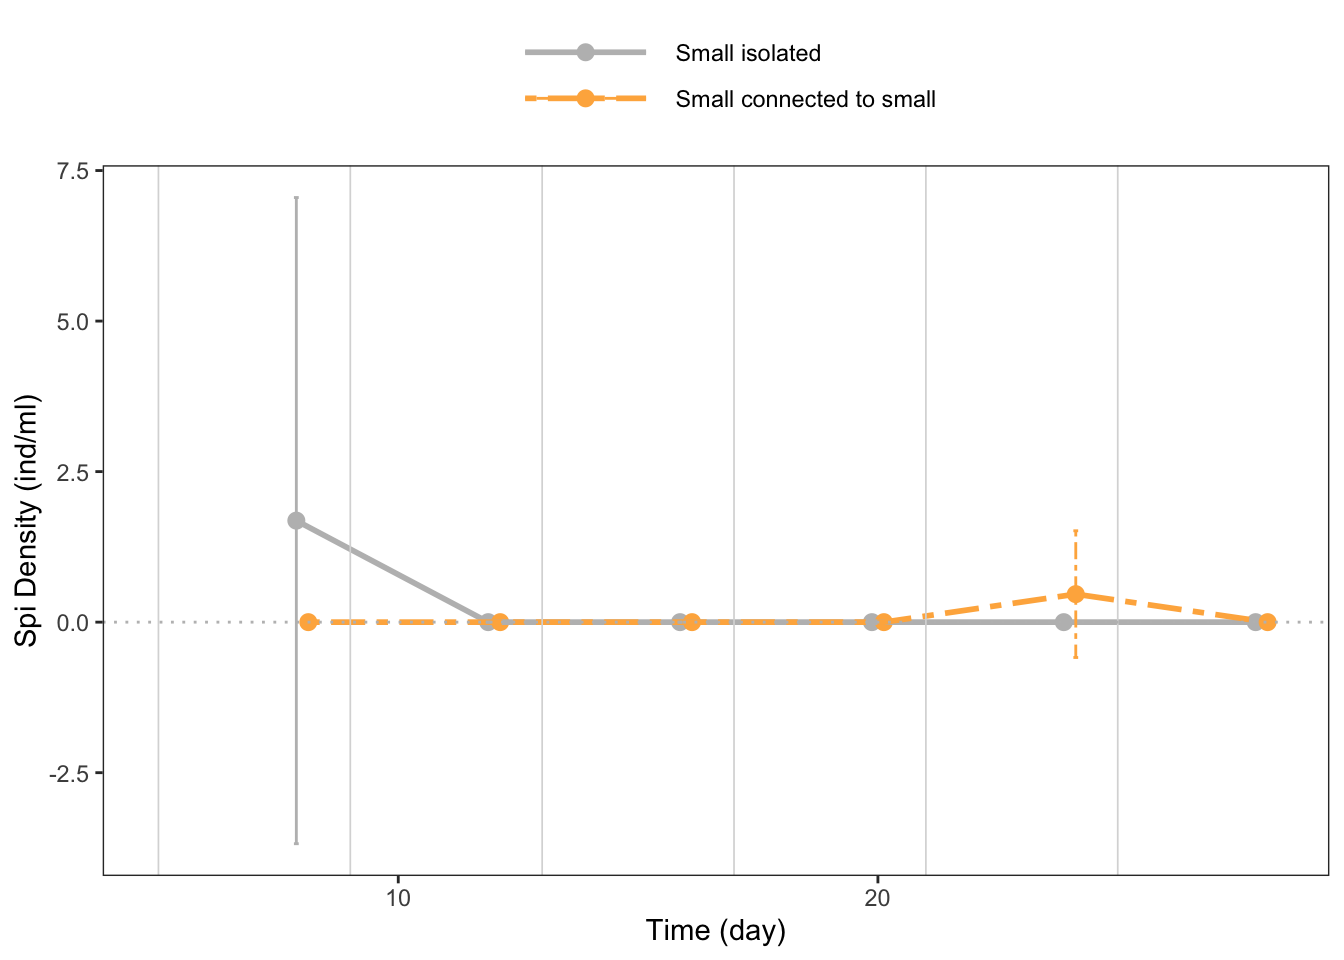 Small isolated
Small connected to small
7.5
5.0
2.5
0.0
-2.5
Spi Density (ind/ml)
10 20
Time (day)